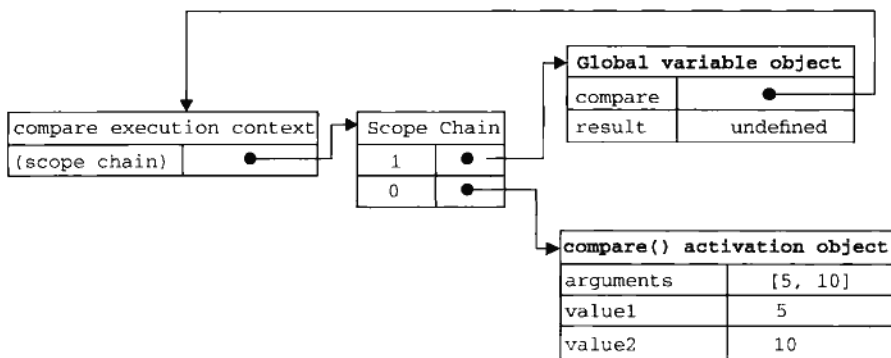 Global variable object
compare
result undefined
compare execution context
(scope chain)
Scope Chain
1
0
compare() activation object
arguments [5, 10]
value1 5
value2 10